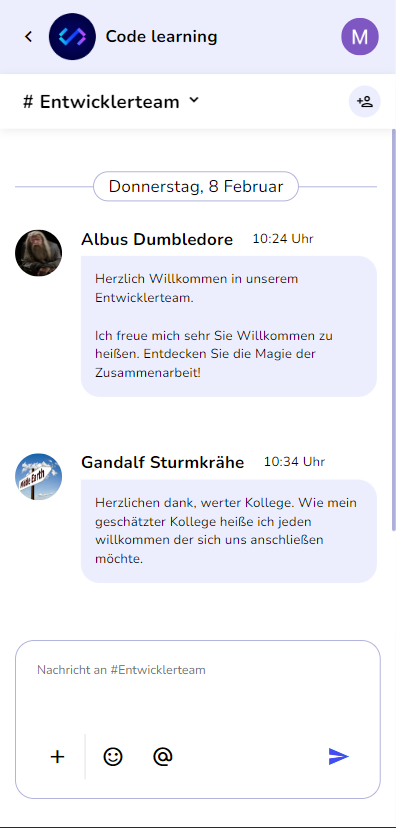 Code learning
M
# Entwicklerteam
Donnerstag, 8 Februar
Albus Dumbledore 10:24 Uhr
Herzlich Willkommen in unserem
Entwicklerteam.
Ich freue mich sehr Sie Willkommen zu
heißen. Entdecken Sie die Magie der
Zusammenarbeit!
Gandalf Sturmkrähe 10:34 Uhr
Herzlichen dank, werter Kollege. Wie mein
geschätzter Kollege heiße ich jeden
willkommen der sich uns anschließen
möchte.
Nachricht an #Entwicklerteam